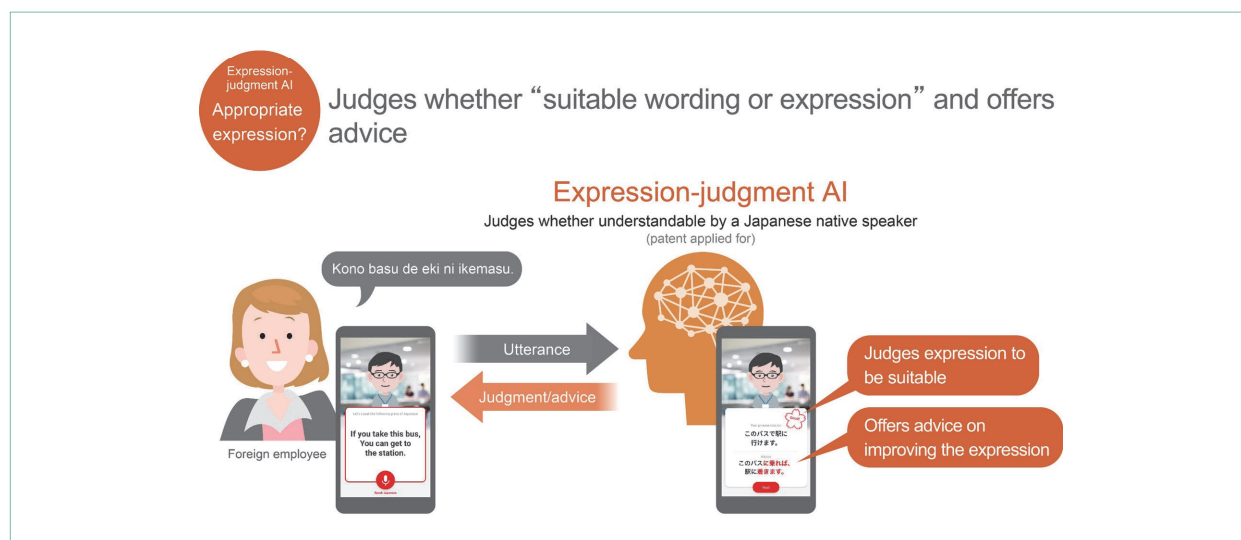 Expression-
judgment AI
Appropriate
expression?
Judges whether “suitable wording or expression” and offers
advice
Expression-judgment AI
Judges whether understandable by a Japanese native speaker
(patent applied for)
Kono basu de eki ni ikemasu.
Utterance
Judgment/advice
If you take this bus,
You can get to
the station.
Speak Japanese
Foreign employee
このバスで駅に
行けます。
このバスに乗れば、
駅に着きます。
Judges expression to
be suitable
Offers advice on
improving the expression